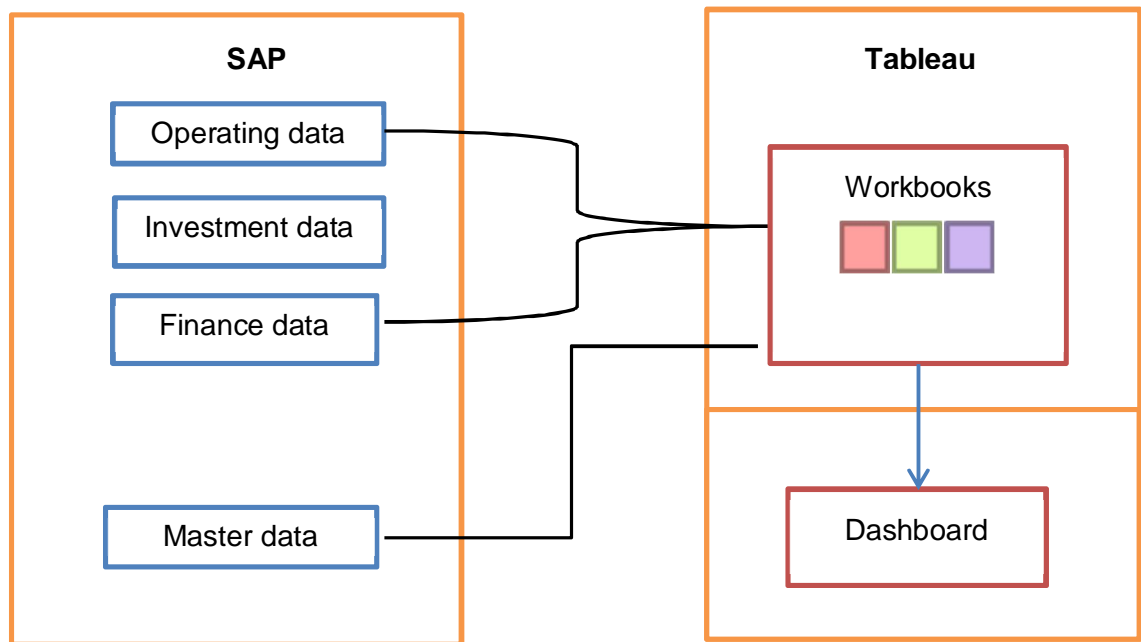 SAP
Operating data
Investment data
Finance data
Master data
Tableau
Workbooks
Dashboard